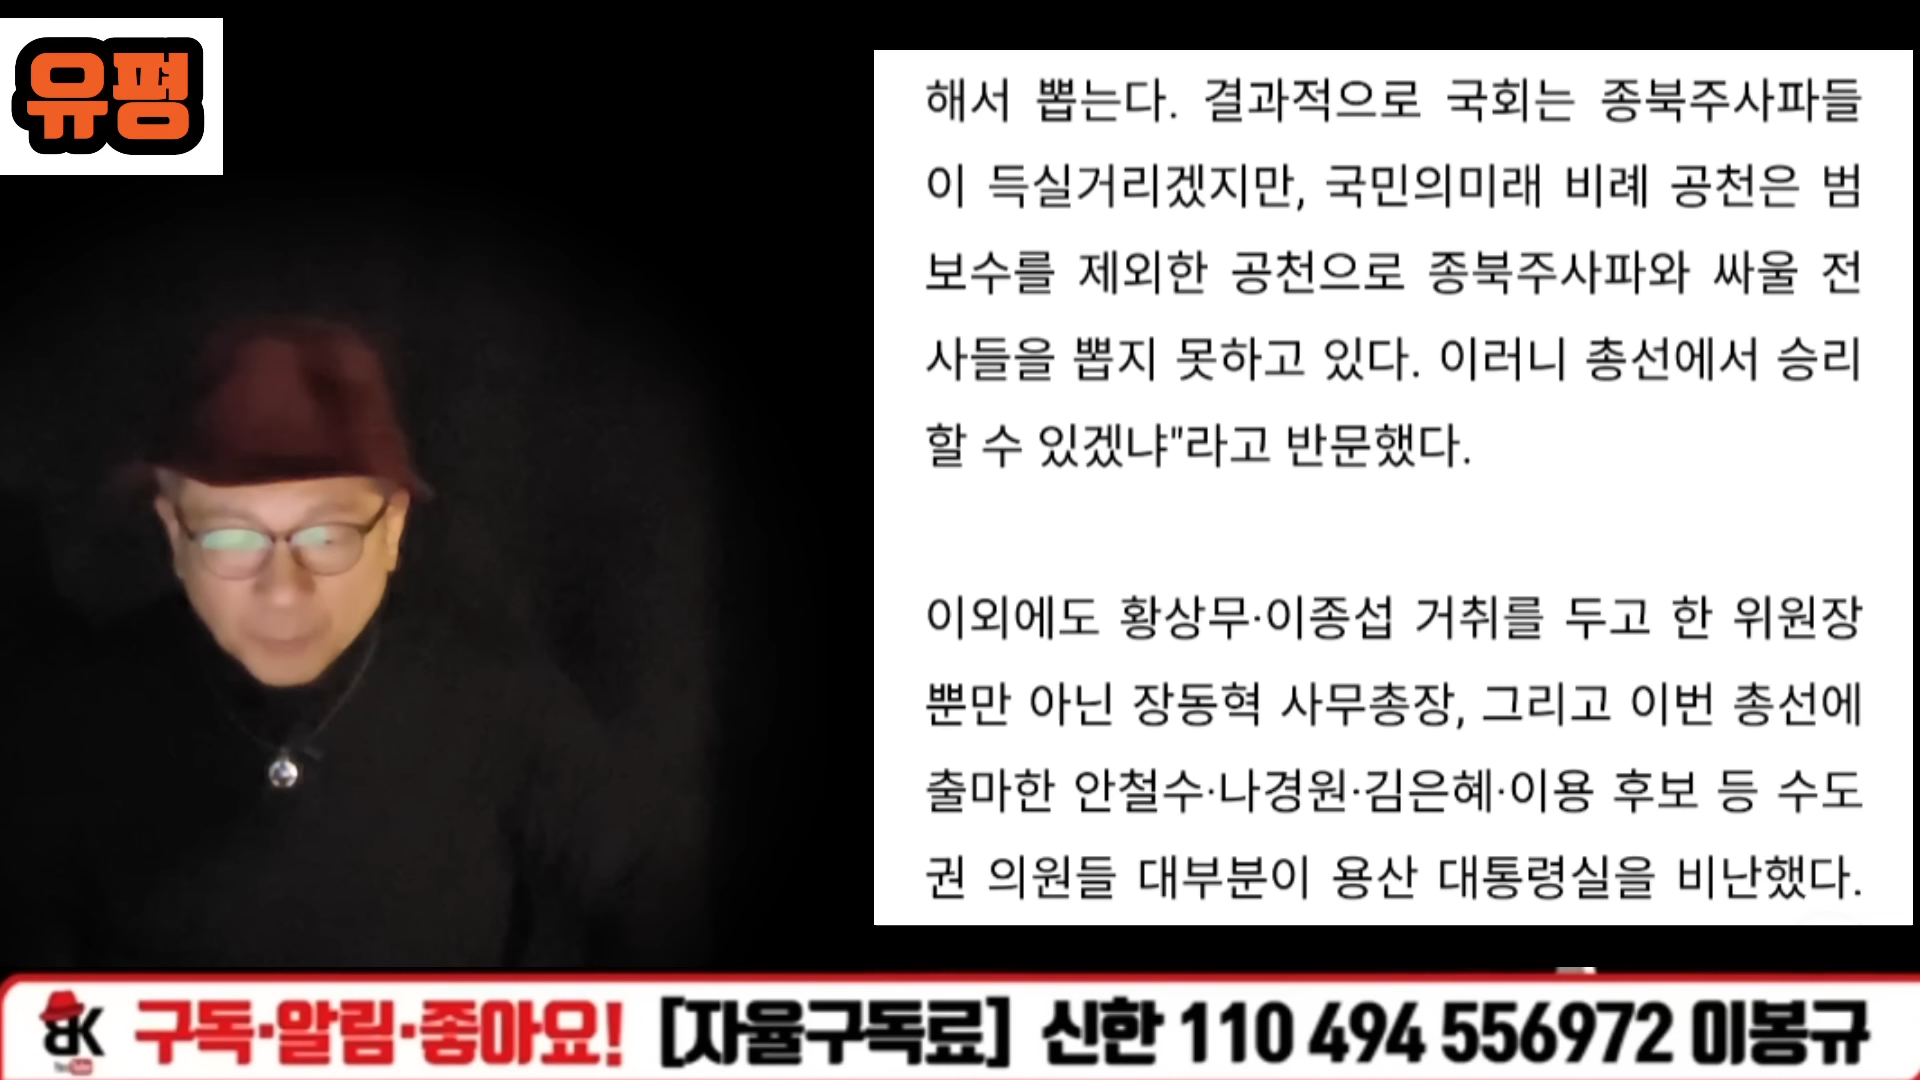 유평
해서 뽑는다. 결과적으로 국회는 종북주사파들
이 득실거리겠지만, 국민의미래 비례 공천은 범
보수를 제외한 공천으로 종북주사파와 싸울 전
사들을 뽑지 못하고 있다. 이러니 총선에서 승리
할 수 있겠냐"라고 반문했다.
이외에도 황상무·이종섭 거취를 두고 한 위원장
뿐만 아닌 장동혁 사무총장, 그리고 이번 총선에
출마한 안철수·나경원·김은혜·이용 후보 등 수도
권 의원들 대부분이 용산 대통령실을 비난했다.
BK 구독·알림·좋아요! [자율구독료] 신한 110 494 556972 이봉규
YouTube